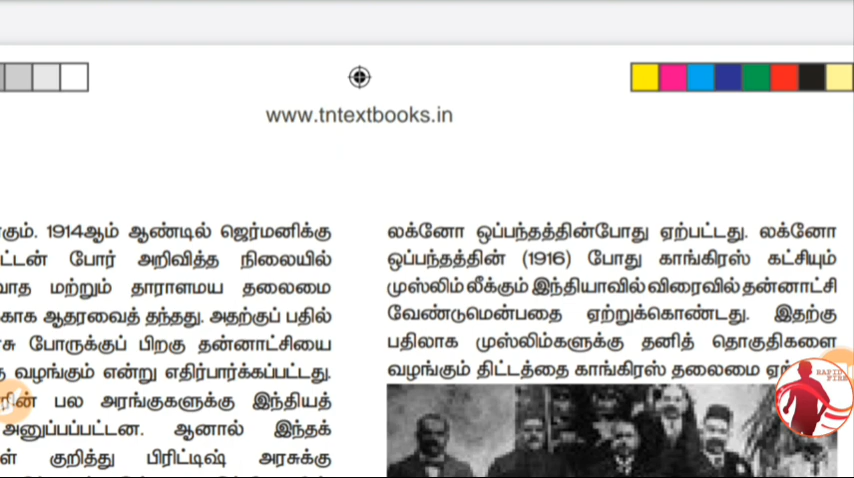 www.tntextbooks.in
1914ஆம் ஆண்டில் ஜெர்மனிக்கு
போர் அறிவித்த நிலையில்
மற்றும் தாராளமய தலைமை
ஆதரவைத் தந்தது. அதற்குப் பதில்
போருக்குப் பிறகு தன்னாட்சியை
வழங்கும் என்று எதிர்பார்க்கப்பட்டது.
பல அரங்குகளுக்கு இந்தியத்
அனுப்பப்பட்டன. ஆனால் இந்தக்
குறித்து பிரிட்டிஷ் அரசுக்கு
லக்னோ ஒப்பந்தத்தின்போது ஏற்பட்டது. லக்னோ
ஒப்பந்தத்தின் (1916) போது காங்கிரஸ் கட்சியும்
முஸ்லிம் லீக்கும் இந்தியாவில் விரைவில் தன்னாட்சி
வேண்டுமென்பதை ஏற்றுக்கொண்டது. இதற்கு
பதிலாக முஸ்லிம்களுக்கு தனித் தொகுதிகளை
வழங்கும் திட்டத்தை காங்கிரஸ் தலைமை
RAPID
FIRE